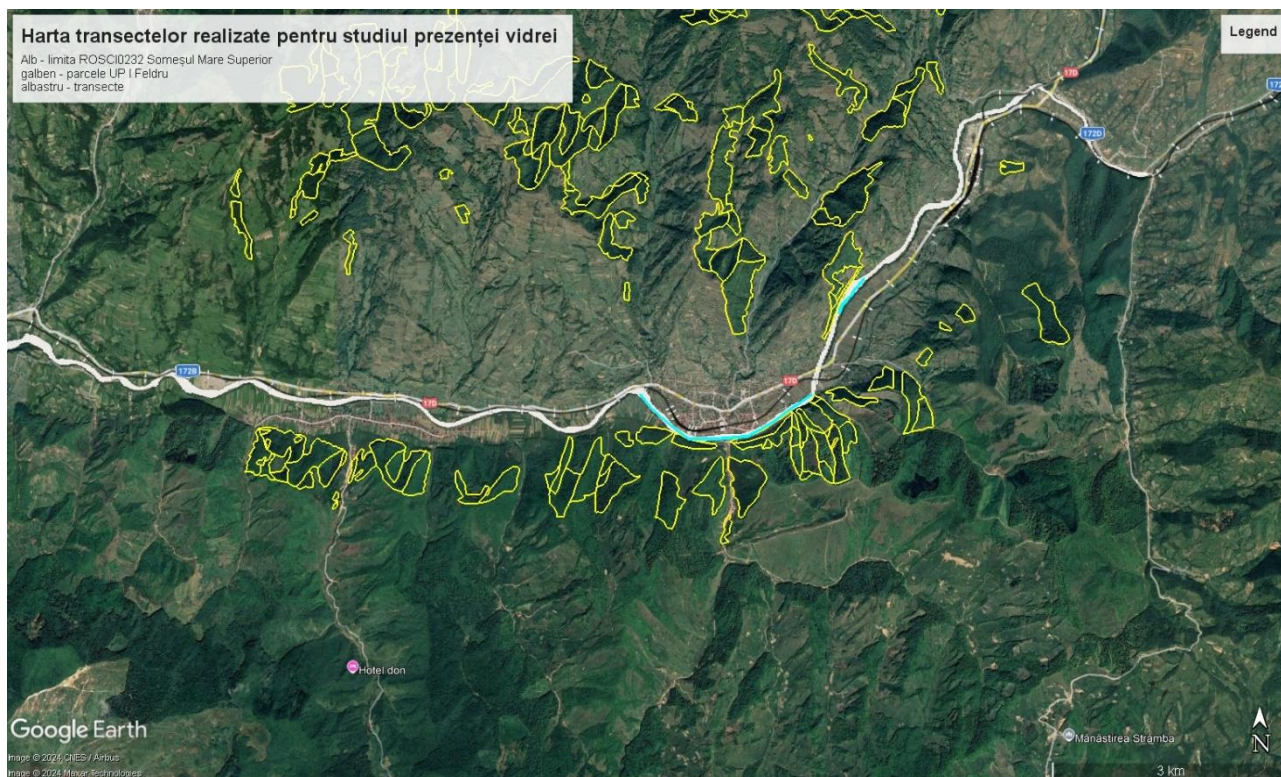 Harta transectelor realizate pentru studiul prezenței vidrei
Alb - limita ROSCI0232 Someșul Mare Superior
galben - parcele UP I Feldru
albastru - transecte
Legend
17D
172D
172B
17D
17D
Hotel don
Mănăstirea Strâmba
Google Earth
N
Image © 2024 CNES / Airbus
Image © 2024 Maxar Technologies
3 km